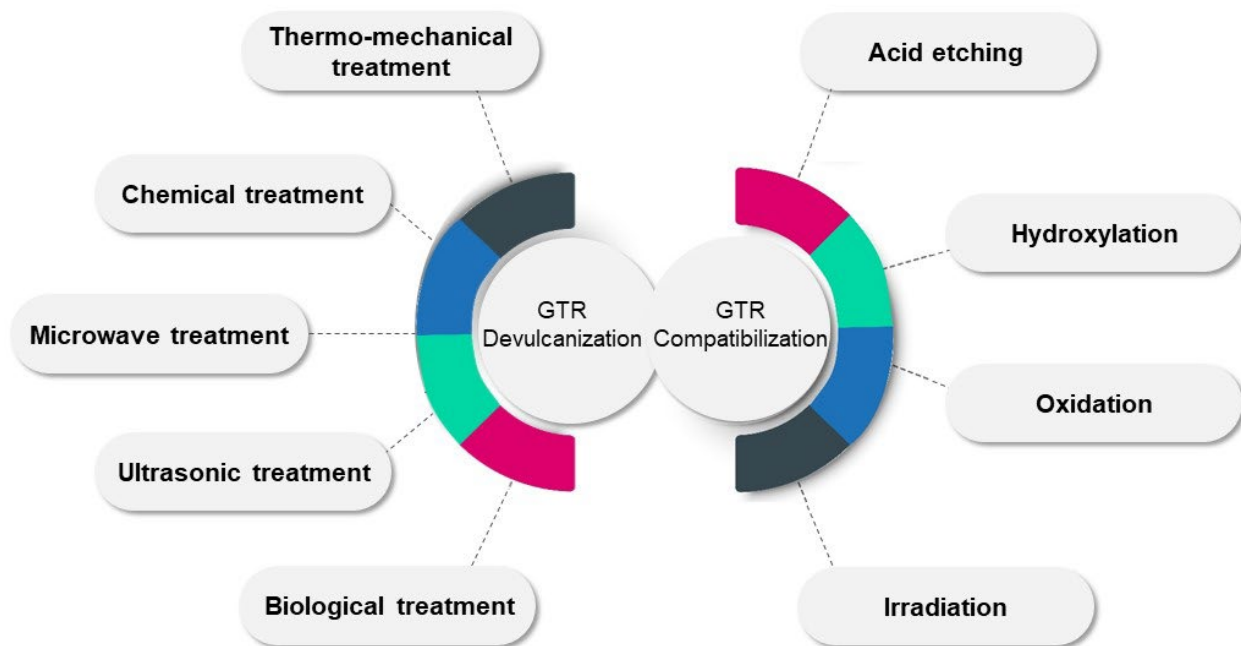 Thermo-mechanical
treatment
Chemical treatment
Microwave treatment
Ultrasonic treatment
Biological treatment
GTR
Devulcanization
GTR
Compatibilization
Acid etching
Hydroxylation
Oxidation
Irradiation